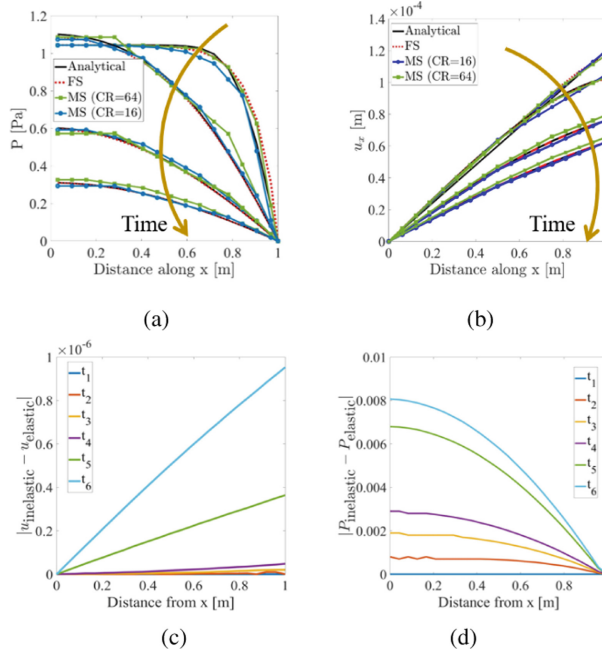 1.2
1
0.8
0.6
0.4
0.2
0
P [Pa]
Analytical
FS
MS (CR=64)
MS (CR=16)
Time
0 0.2 0.4 0.6 0.8 1
Distance along x [m]
(a)
×10⁻⁴
1.6
1.4
1.2
1
0.8
0.4
0
uₓ [m]
Analytical
FS
MS (CR=16)
MS (CR=64)
Time
0 0.2 0.4 0.6 0.8
Distance along x [m]
(b)
×10⁻⁶
1
0.8
0.6
0.4
0.2
0
|u_inelastic − u_elastic|
t₁
t₂
t₃
t₄
t₅
t₆
0 0.2 0.4 0.6 0.8 1
Distance from x [m]
(c)
0.01
0.008
0.006
0.004
0.002
0
|P_inelastic − P_elastic|
t₁
t₂
t₃
t₄
t₅
t₆
0 0.2 0.4 0.6 0.8
Distance from x [m]
(d)